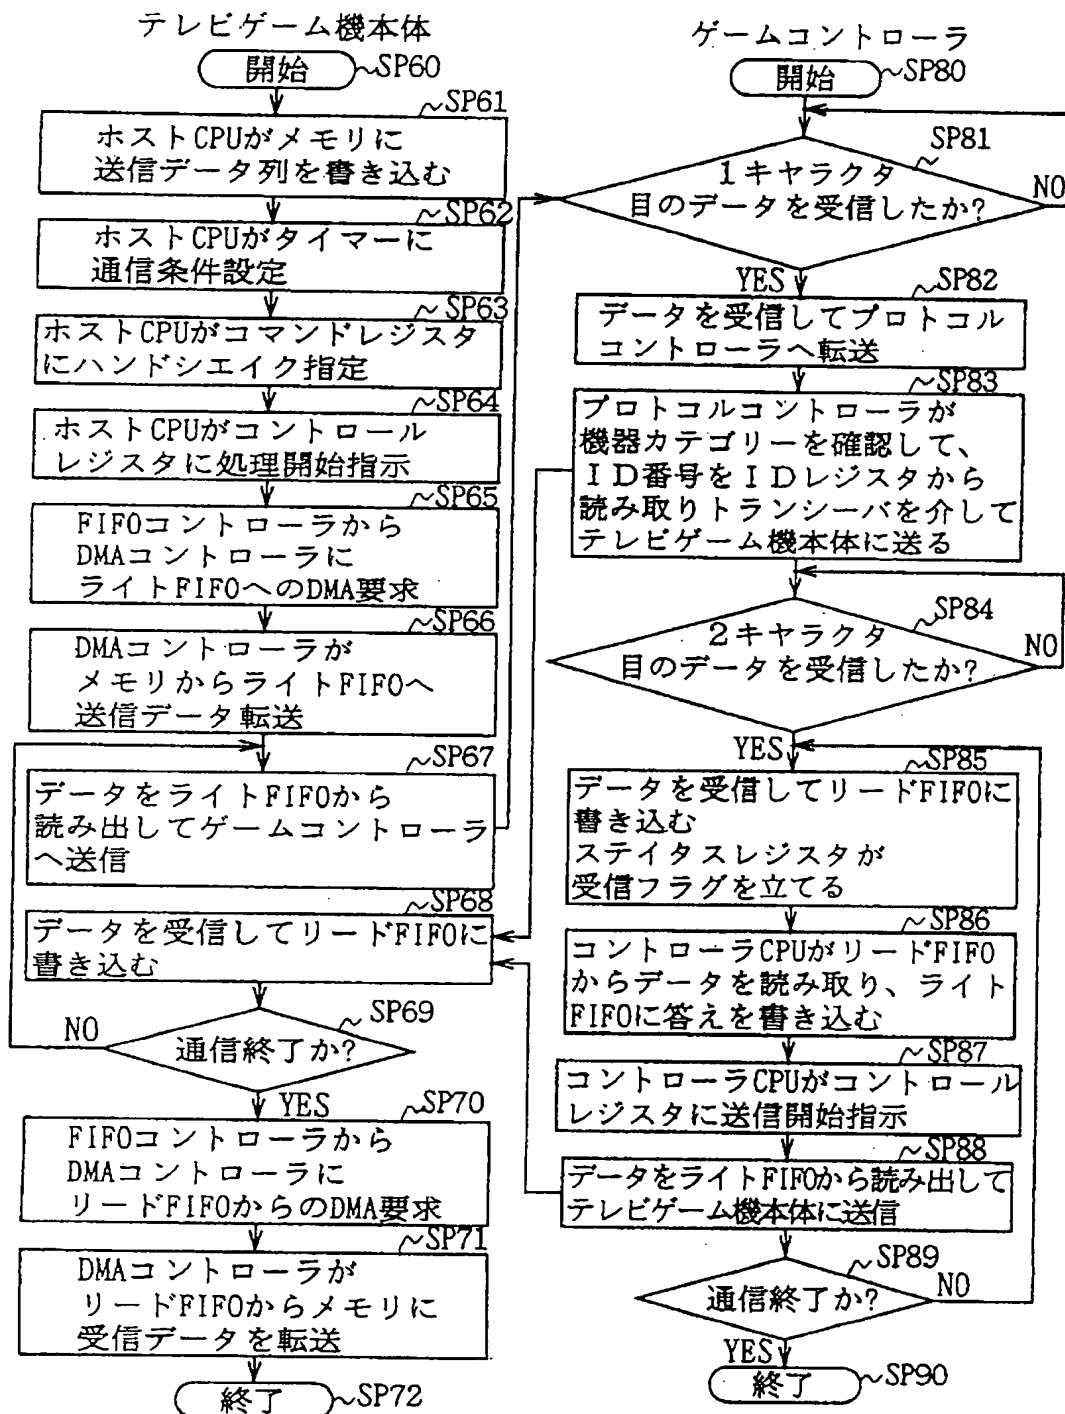 テレビゲーム機本体
開始
SP60
SP61
ホストCPUがメモリに
送信データ列を書き込む
SP62
ホストCPUがタイマーに
通信条件設定
SP63
ホストCPUがコマンドレジスタ
にハンドシエイク指定
SP64
ホストCPUがコントロール
レジスタに処理開始指示
SP65
FIFOコントローラから
DMAコントローラに
ライトFIFOへのDMA要求
SP66
DMAコントローラが
メモリからライトFIFOへ
送信データ転送
SP67
データをライトFIFOから
読み出してゲームコントローラ
へ送信
SP68
データを受信してリードFIFOに
書き込む
SP69
NO
通信終了か?
YES
SP70
FIFOコントローラから
DMAコントローラに
リードFIFOからのDMA要求
SP71
DMAコントローラが
リードFIFOからメモリに
受信データを転送
終了
SP72
ゲームコントローラ
開始
SP80
SP81
1キャラクタ
目のデータを受信したか?
NO
YES
SP82
データを受信してプロトコル
コントローラへ転送
SP83
プロトコルコントローラが
機器カテゴリーを確認して、
ID番号をIDレジスタから
読み取りトランシーバを介して
テレビゲーム機本体に送る
SP84
2キャラクタ
目のデータを受信したか?
NO
YES
SP85
データを受信してリードFIFOに
書き込む
ステイタスレジスタが
受信フラグを立てる
SP86
コントローラCPUがリードFIFO
からデータを読み取り、ライト
FIFOに答えを書き込む
SP87
コントローラCPUがコントロール
レジスタに送信開始指示
SP88
データをライトFIFOから読み出して
テレビゲーム機本体に送信
SP89
通信終了か?
NO
YES
終了
SP90